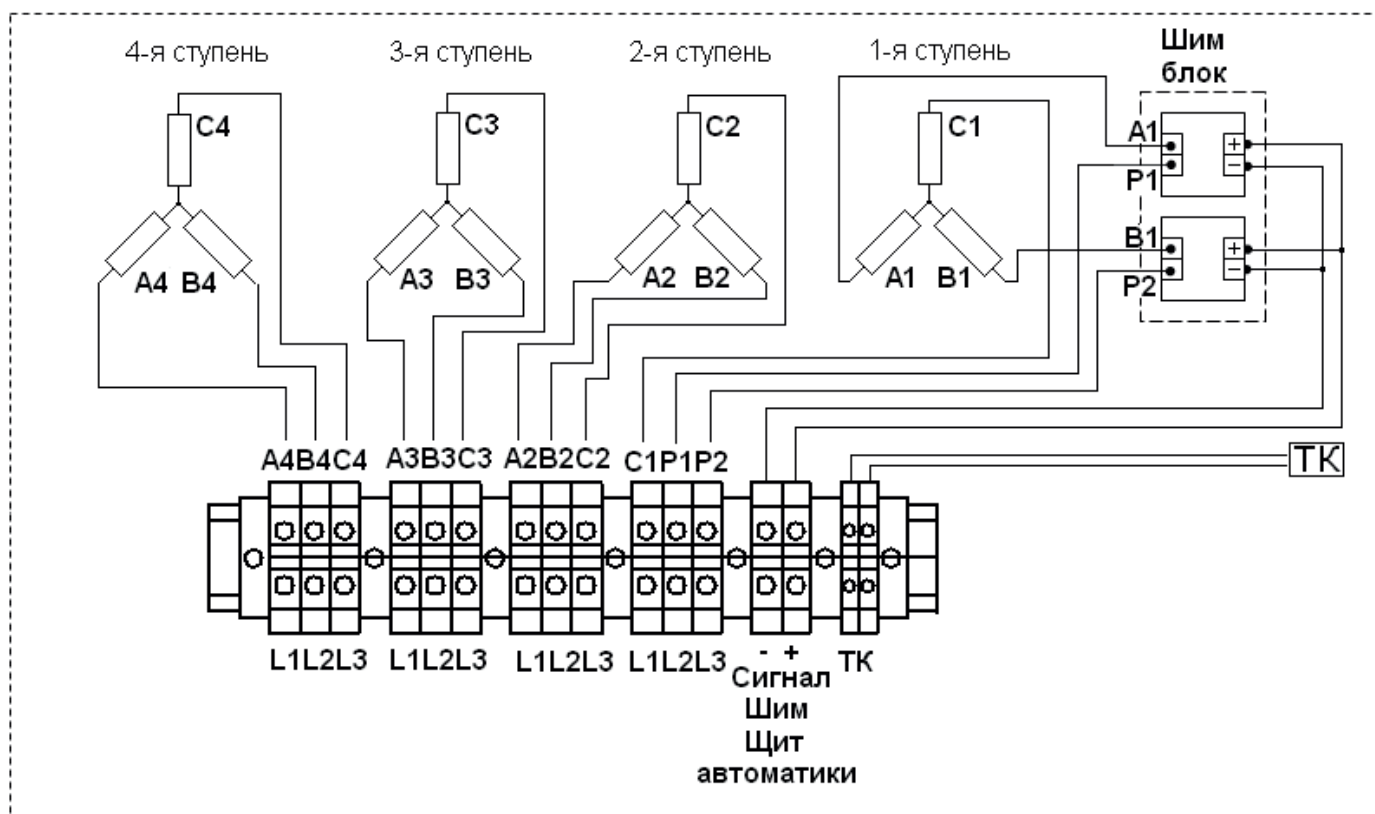 4-я ступень 3-я ступень 2-я ступень 1-я ступень
Шим
блок
C4 C3 C2 C1
A1
P1
+
−
B1
P2
+
−
A4 B4 A3 B3 A2 B2 A1 B1
A4B4C4 A3B3C3 A2B2C2 C1P1P2 - +
ТК
L1L2L3 L1L2L3 L1L2L3 L1L2L3 - + ТК
Сигнал
Шим
Щит
автоматики